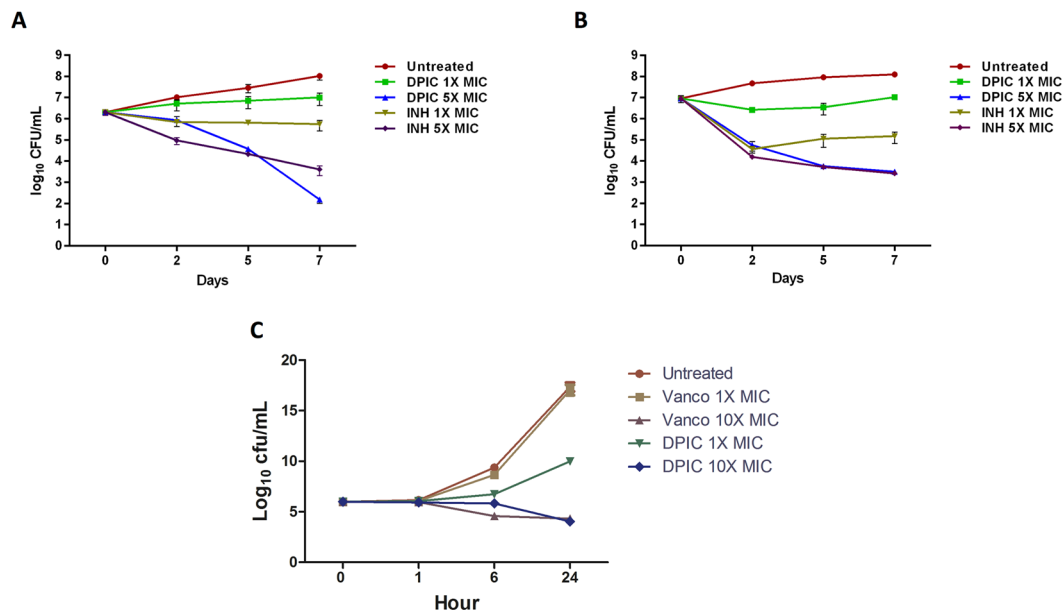 A
9
8
7
6
5
4
3
2
1
0
log₁₀ CFU/mL
0 2 5 7
Days
Untreated
DPIC 1X MIC
DPIC 5X MIC
INH 1X MIC
INH 5X MIC
B
9
8
7
6
5
4
3
2
1
0
log₁₀ CFU/mL
0 2 5 7
Days
Untreated
DPIC 1X MIC
DPIC 5X MIC
INH 1X MIC
INH 5X MIC
C
20
15
10
5
0
Log₁₀ cfu/mL
0 1 6 24
Hour
Untreated
Vanco 1X MIC
Vanco 10X MIC
DPIC 1X MIC
DPIC 10X MIC